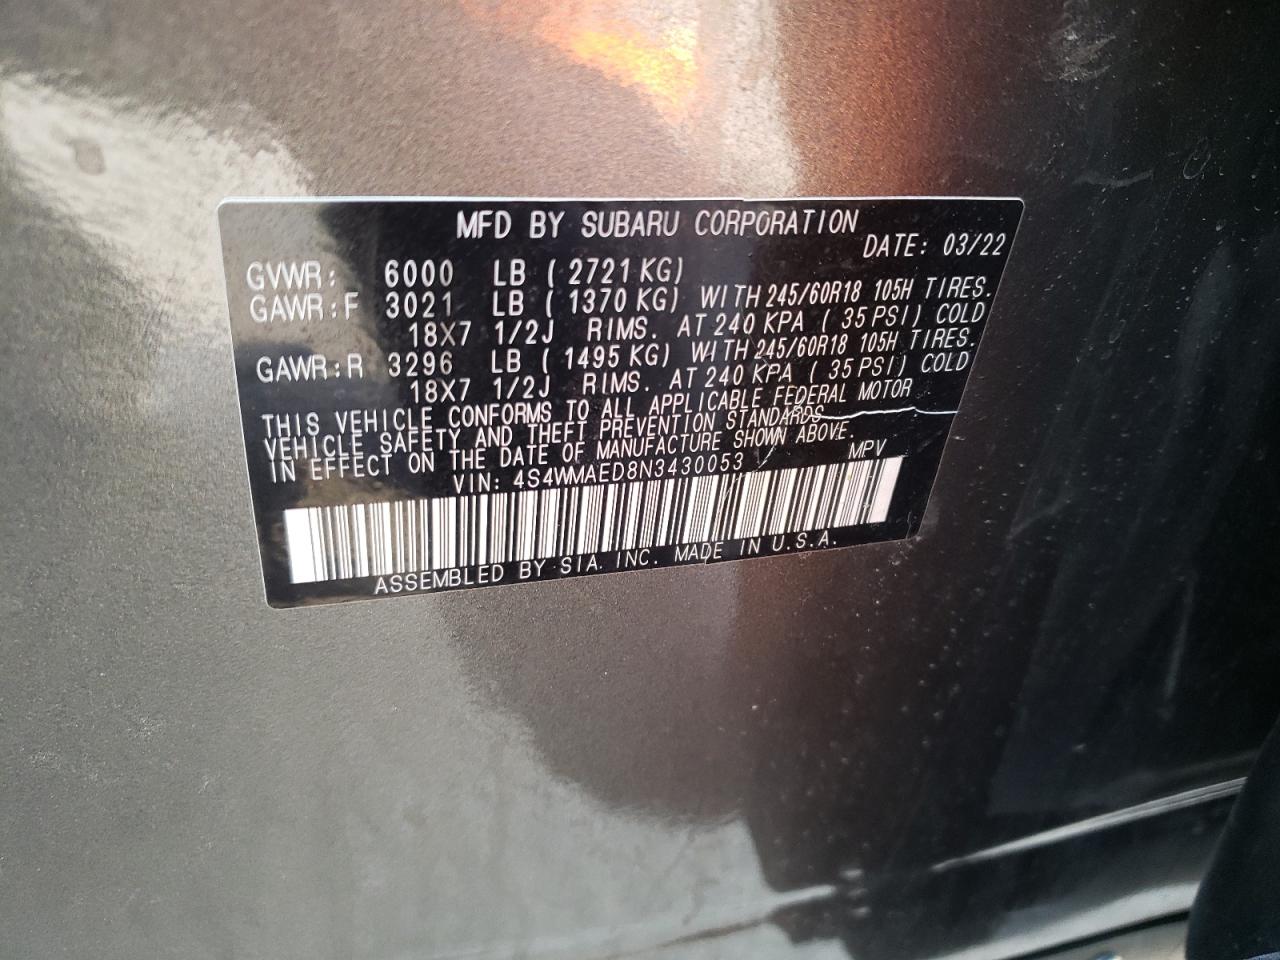 MFD BY SUBARU CORPORATION
DATE: 03/22
GVWR: 6000 LB ( 2721 KG)
GAWR:F 3021 LB ( 1370 KG) WITH 245/60R18 105H TIRES.
18X7 1/2J RIMS. AT 240 KPA ( 35 PSI) COLD
GAWR:R 3296 LB ( 1495 KG) WITH 245/60R18 105H TIRES.
18X7 1/2J RIMS. AT 240 KPA ( 35 PSI) COLD
THIS VEHICLE CONFORMS TO ALL APPLICABLE FEDERAL MOTOR
VEHICLE SAFETY AND THEFT PREVENTION STANDARDS
IN EFFECT ON THE DATE OF MANUFACTURE SHOWN ABOVE.
VIN: 4S4WMAED8N3430053 MPV
ASSEMBLED BY SIA. INC. MADE IN U.S.A.